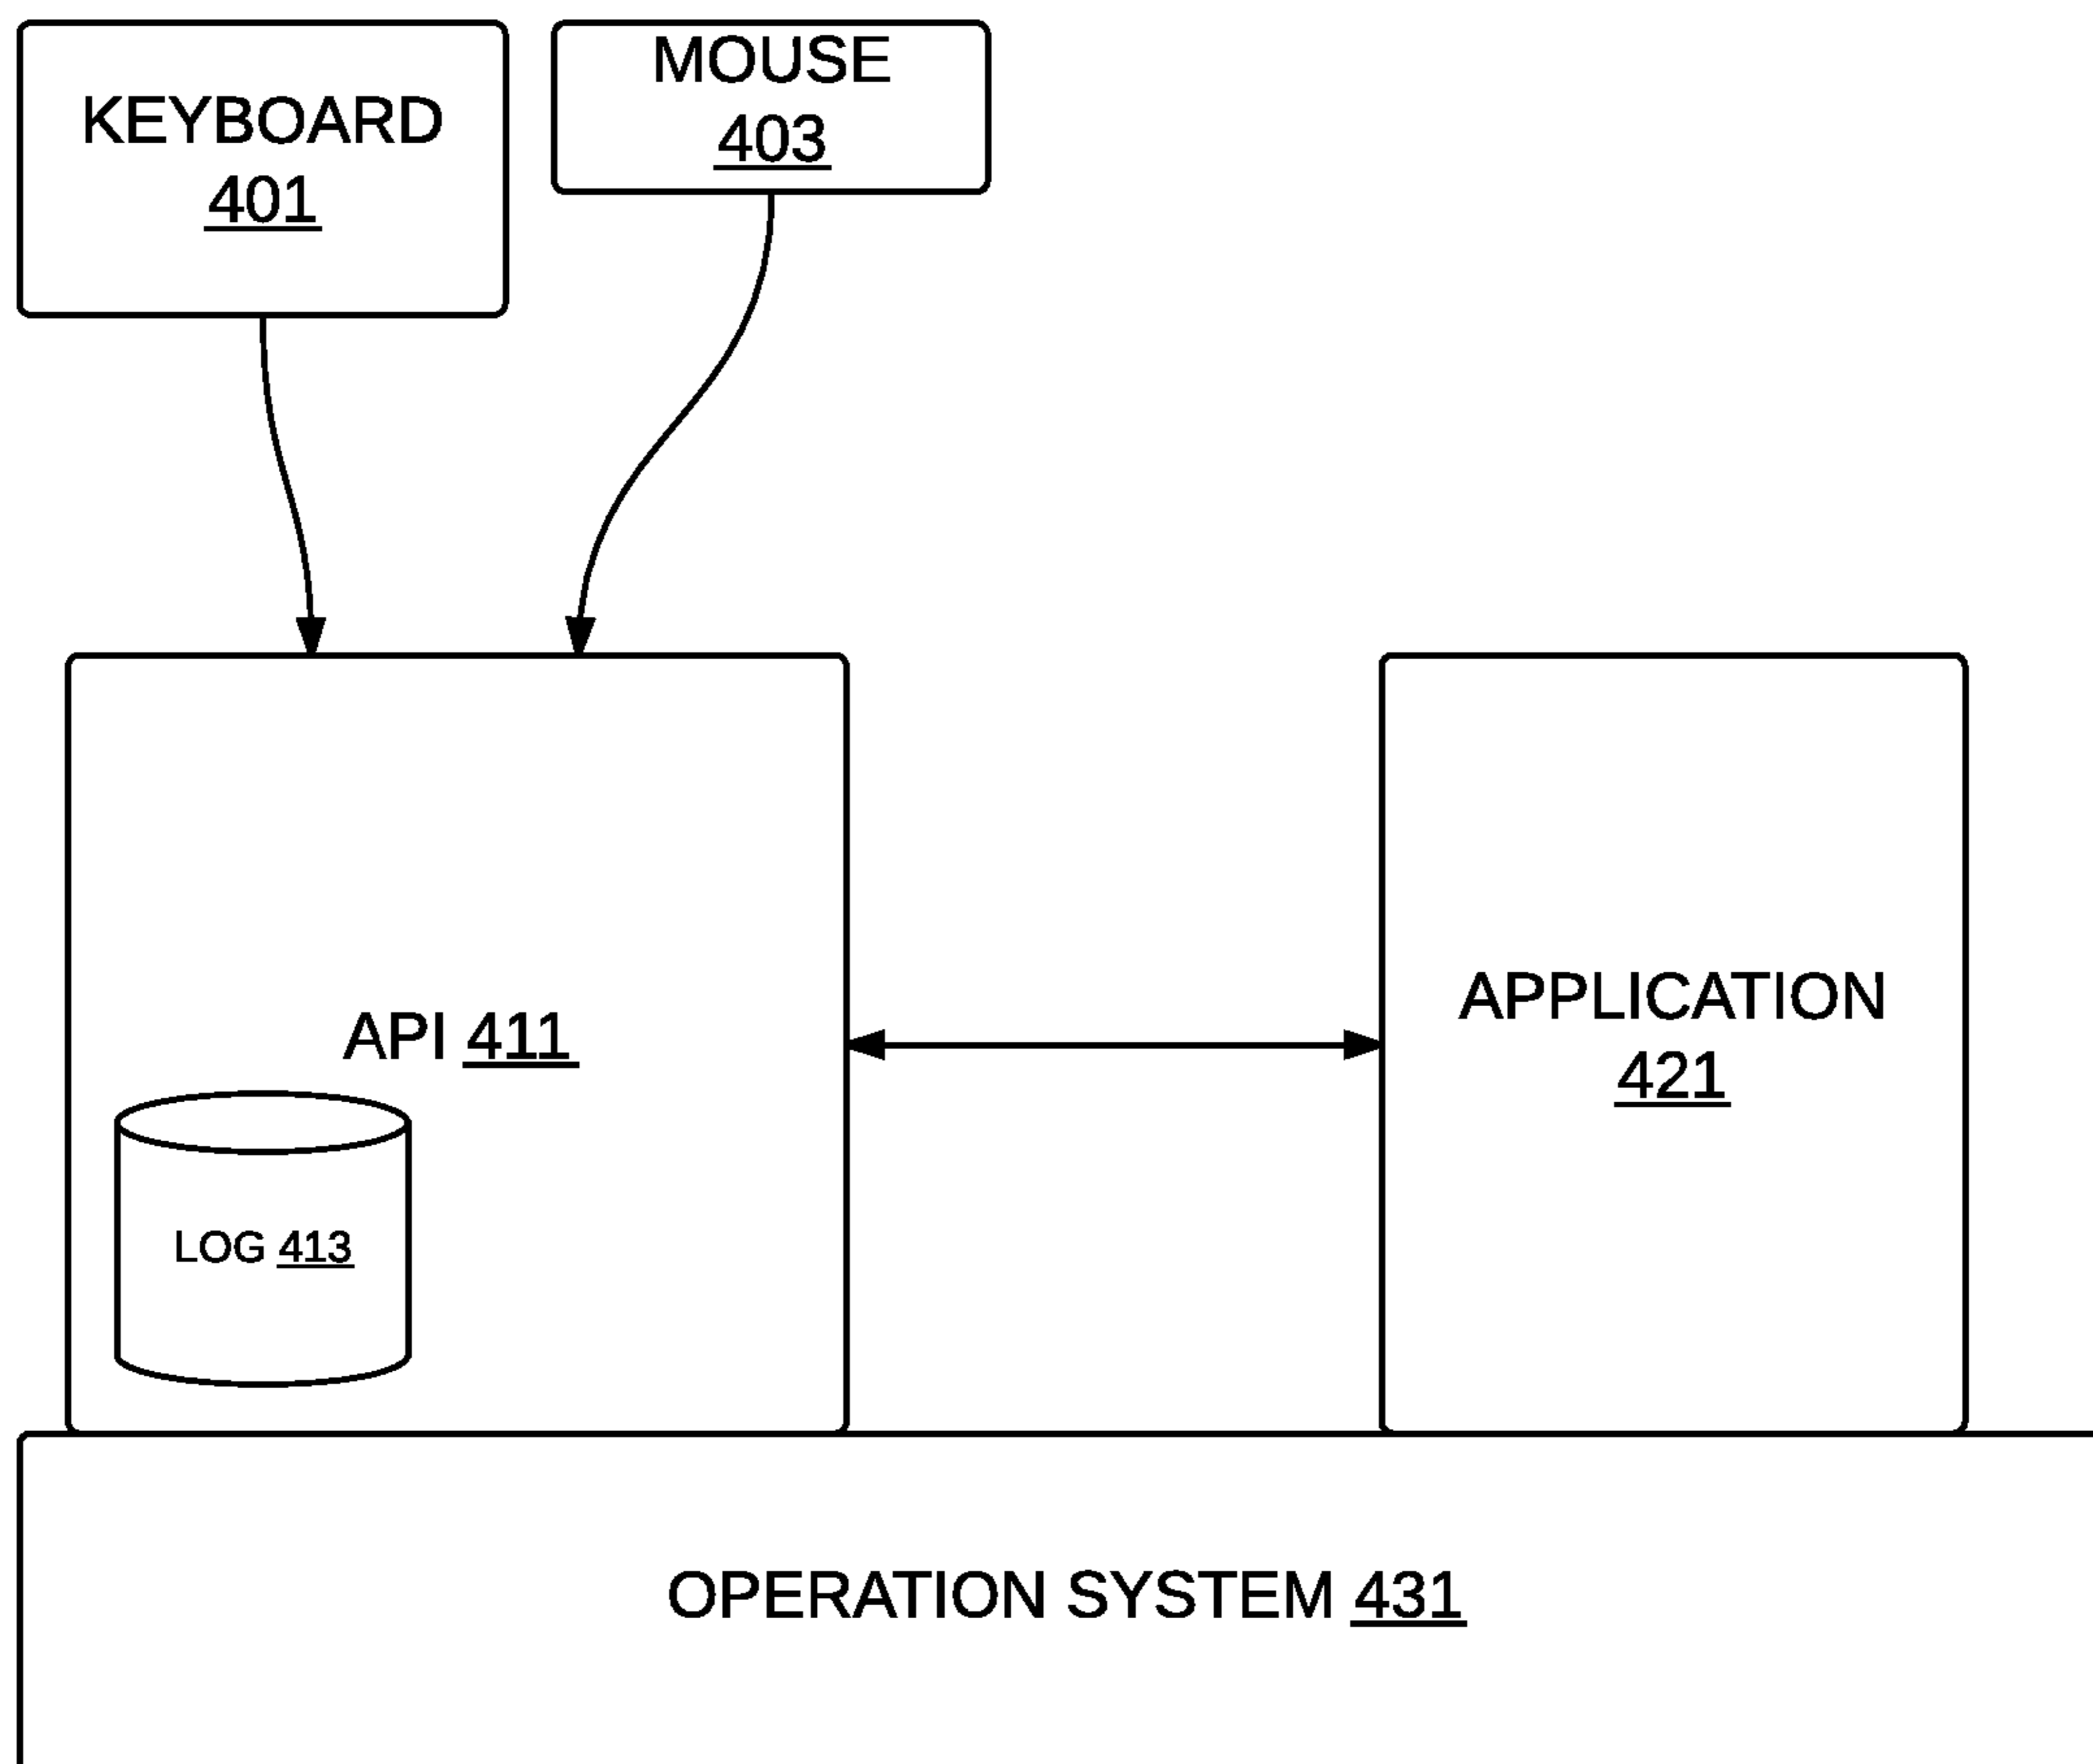 KEYBOARD
401
MOUSE
403
API 411
LOG 413
APPLICATION
421
OPERATION SYSTEM 431